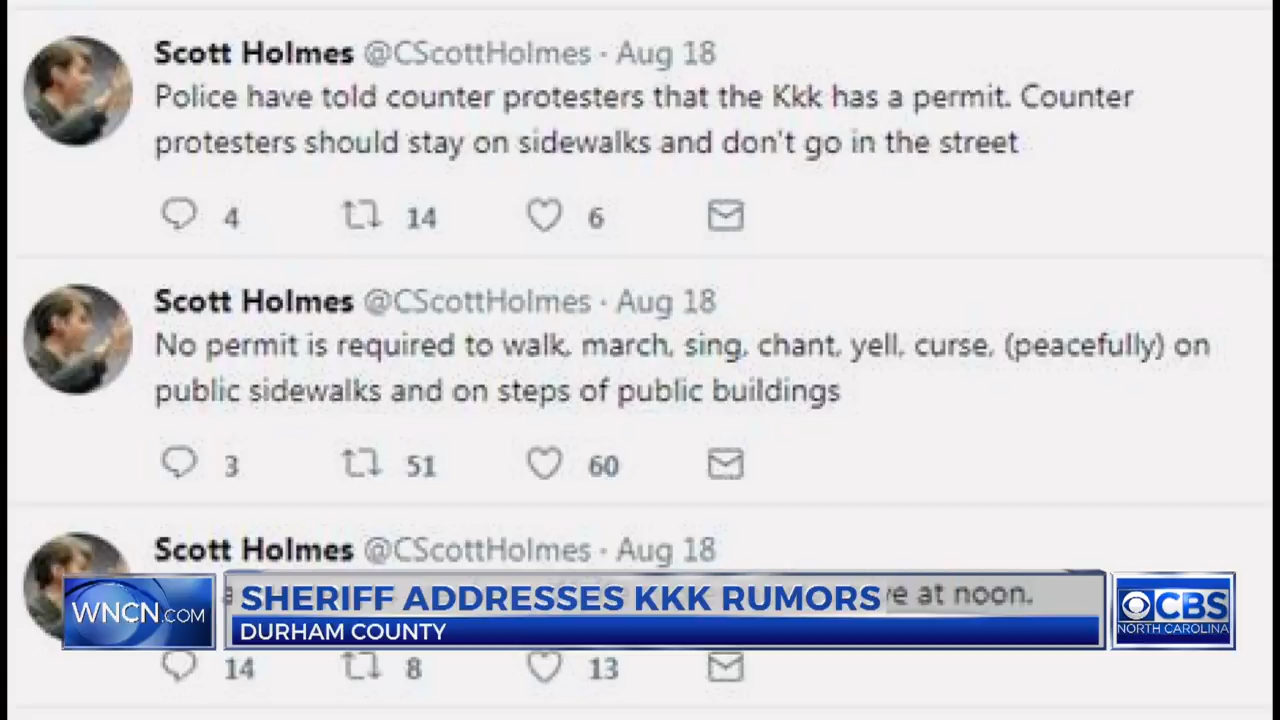 Scott Holmes @CScottHolmes · Aug 18
Police have told counter protesters that the Kkk has a permit. Counter
protesters should stay on sidewalks and don't go in the street
4 14 6
Scott Holmes @CScottHolmes · Aug 18
No permit is required to walk, march, sing, chant, yell, curse, (peacefully) on
public sidewalks and on steps of public buildings
3 51 60
Scott Holmes @CScottHolmes · Aug 18
at noon.
WNCN.COM
SHERIFF ADDRESSES KKK RUMORS
DURHAM COUNTY
CBS
NORTH CAROLINA
14 8 13